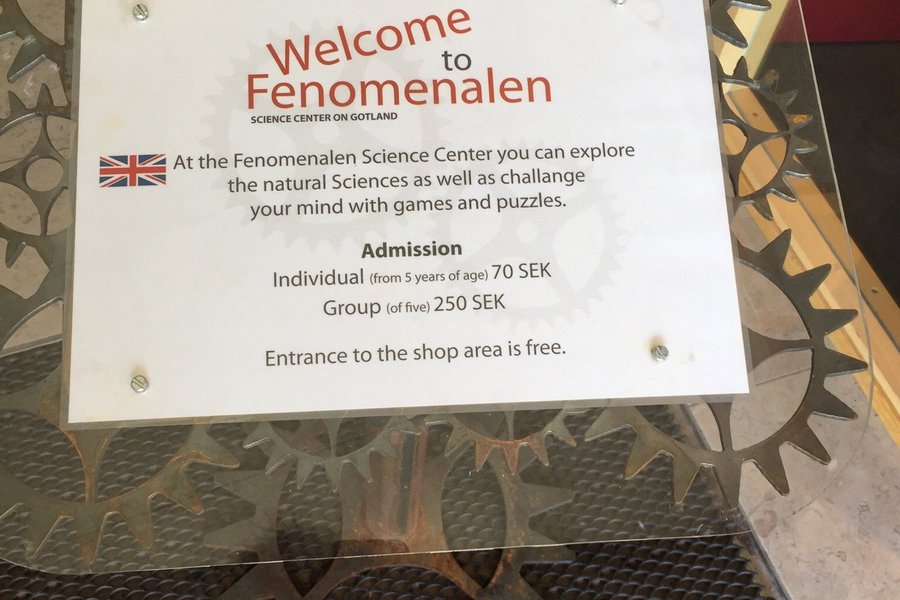 Welcome
to
Fenomenalen
SCIENCE CENTER ON GOTLAND
At the Fenomenalen Science Center you can explore
the natural Sciences as well as challange
your mind with games and puzzles.
Admission
Individual (from 5 years of age) 70 SEK
Group (of five) 250 SEK
Entrance to the shop area is free.